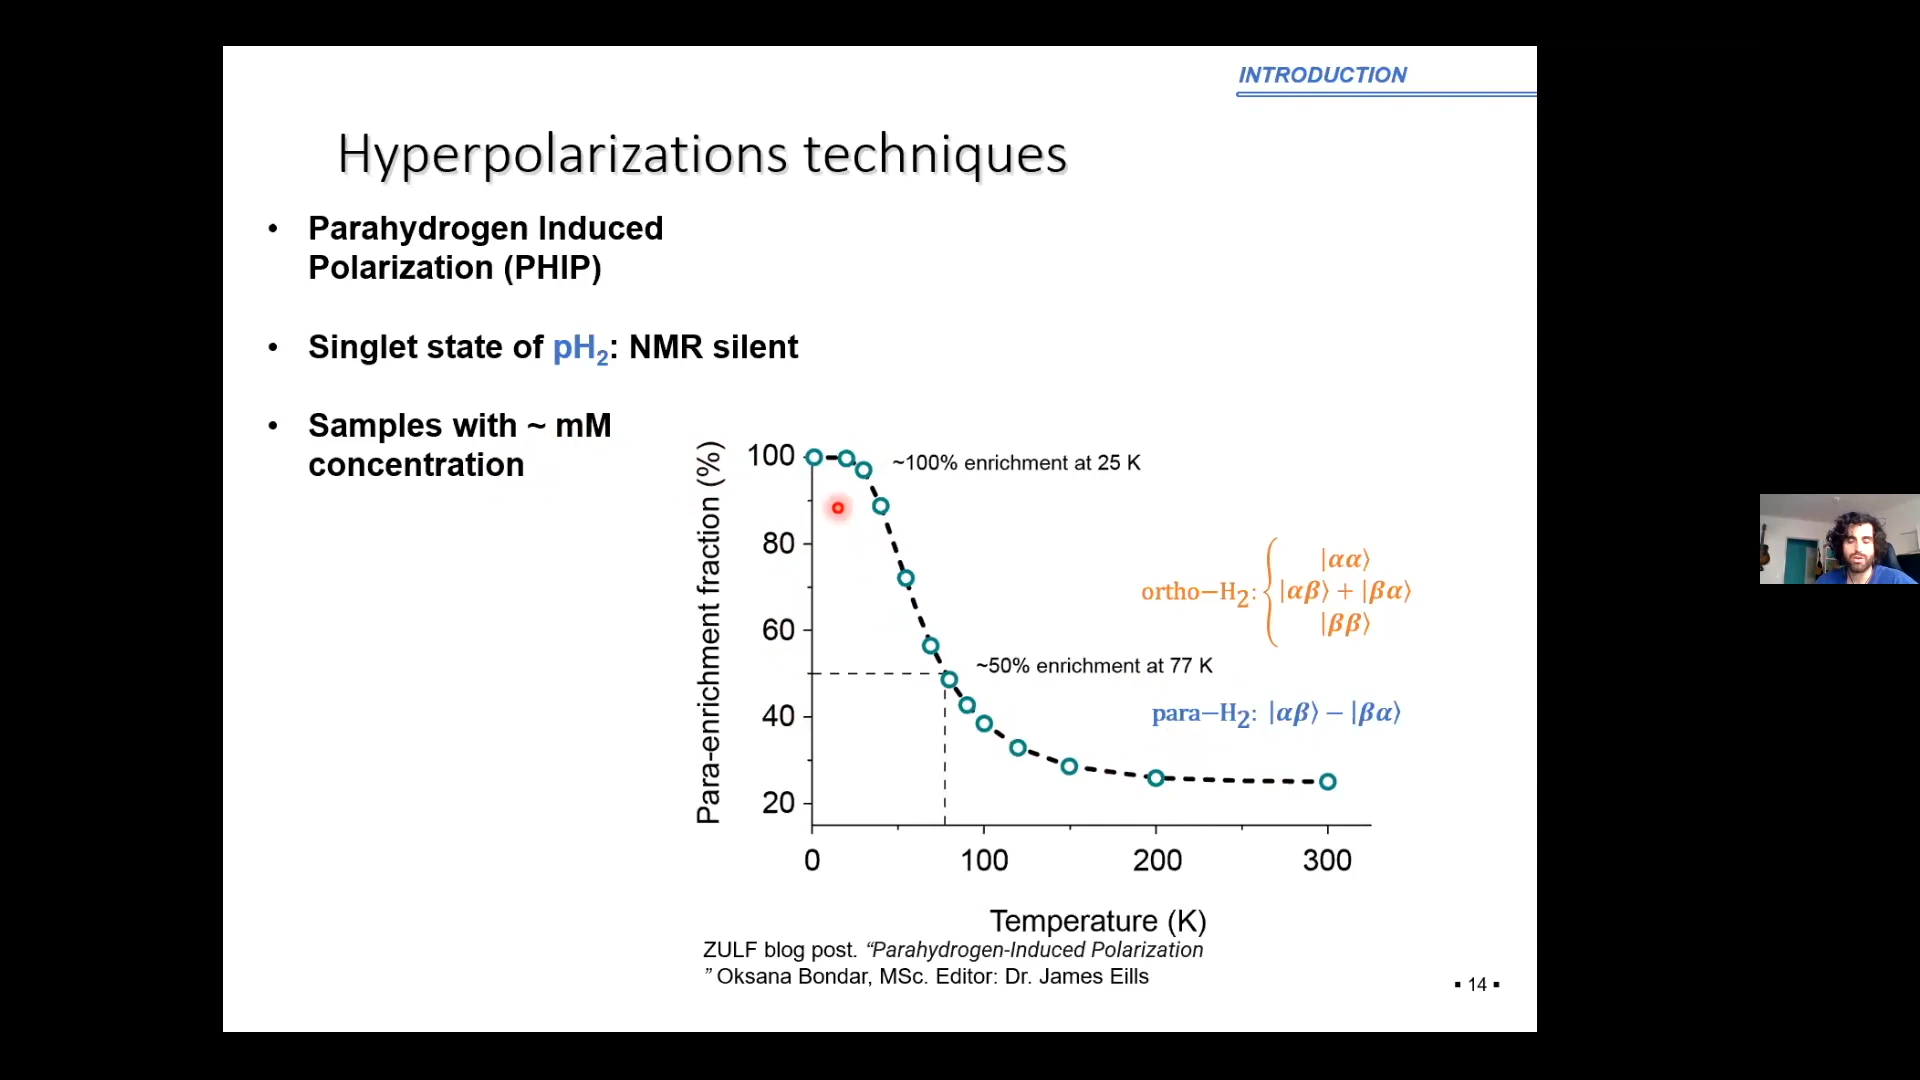 INTRODUCTION
Hyperpolarizations techniques
• Parahydrogen Induced
Polarization (PHIP)
• Singlet state of pH₂: NMR silent
• Samples with ~ mM
concentration
Para-enrichment fraction (%)
100
80
60
40
20
~100% enrichment at 25 K
~50% enrichment at 77 K
ortho−H₂: { |αα⟩
|αβ⟩ + |βα⟩
|ββ⟩
para−H₂: |αβ⟩ − |βα⟩
0 100 200 300
Temperature (K)
ZULF blog post. “Parahydrogen-Induced Polarization
” Oksana Bondar, MSc. Editor: Dr. James Eills
▪ 14 ▪